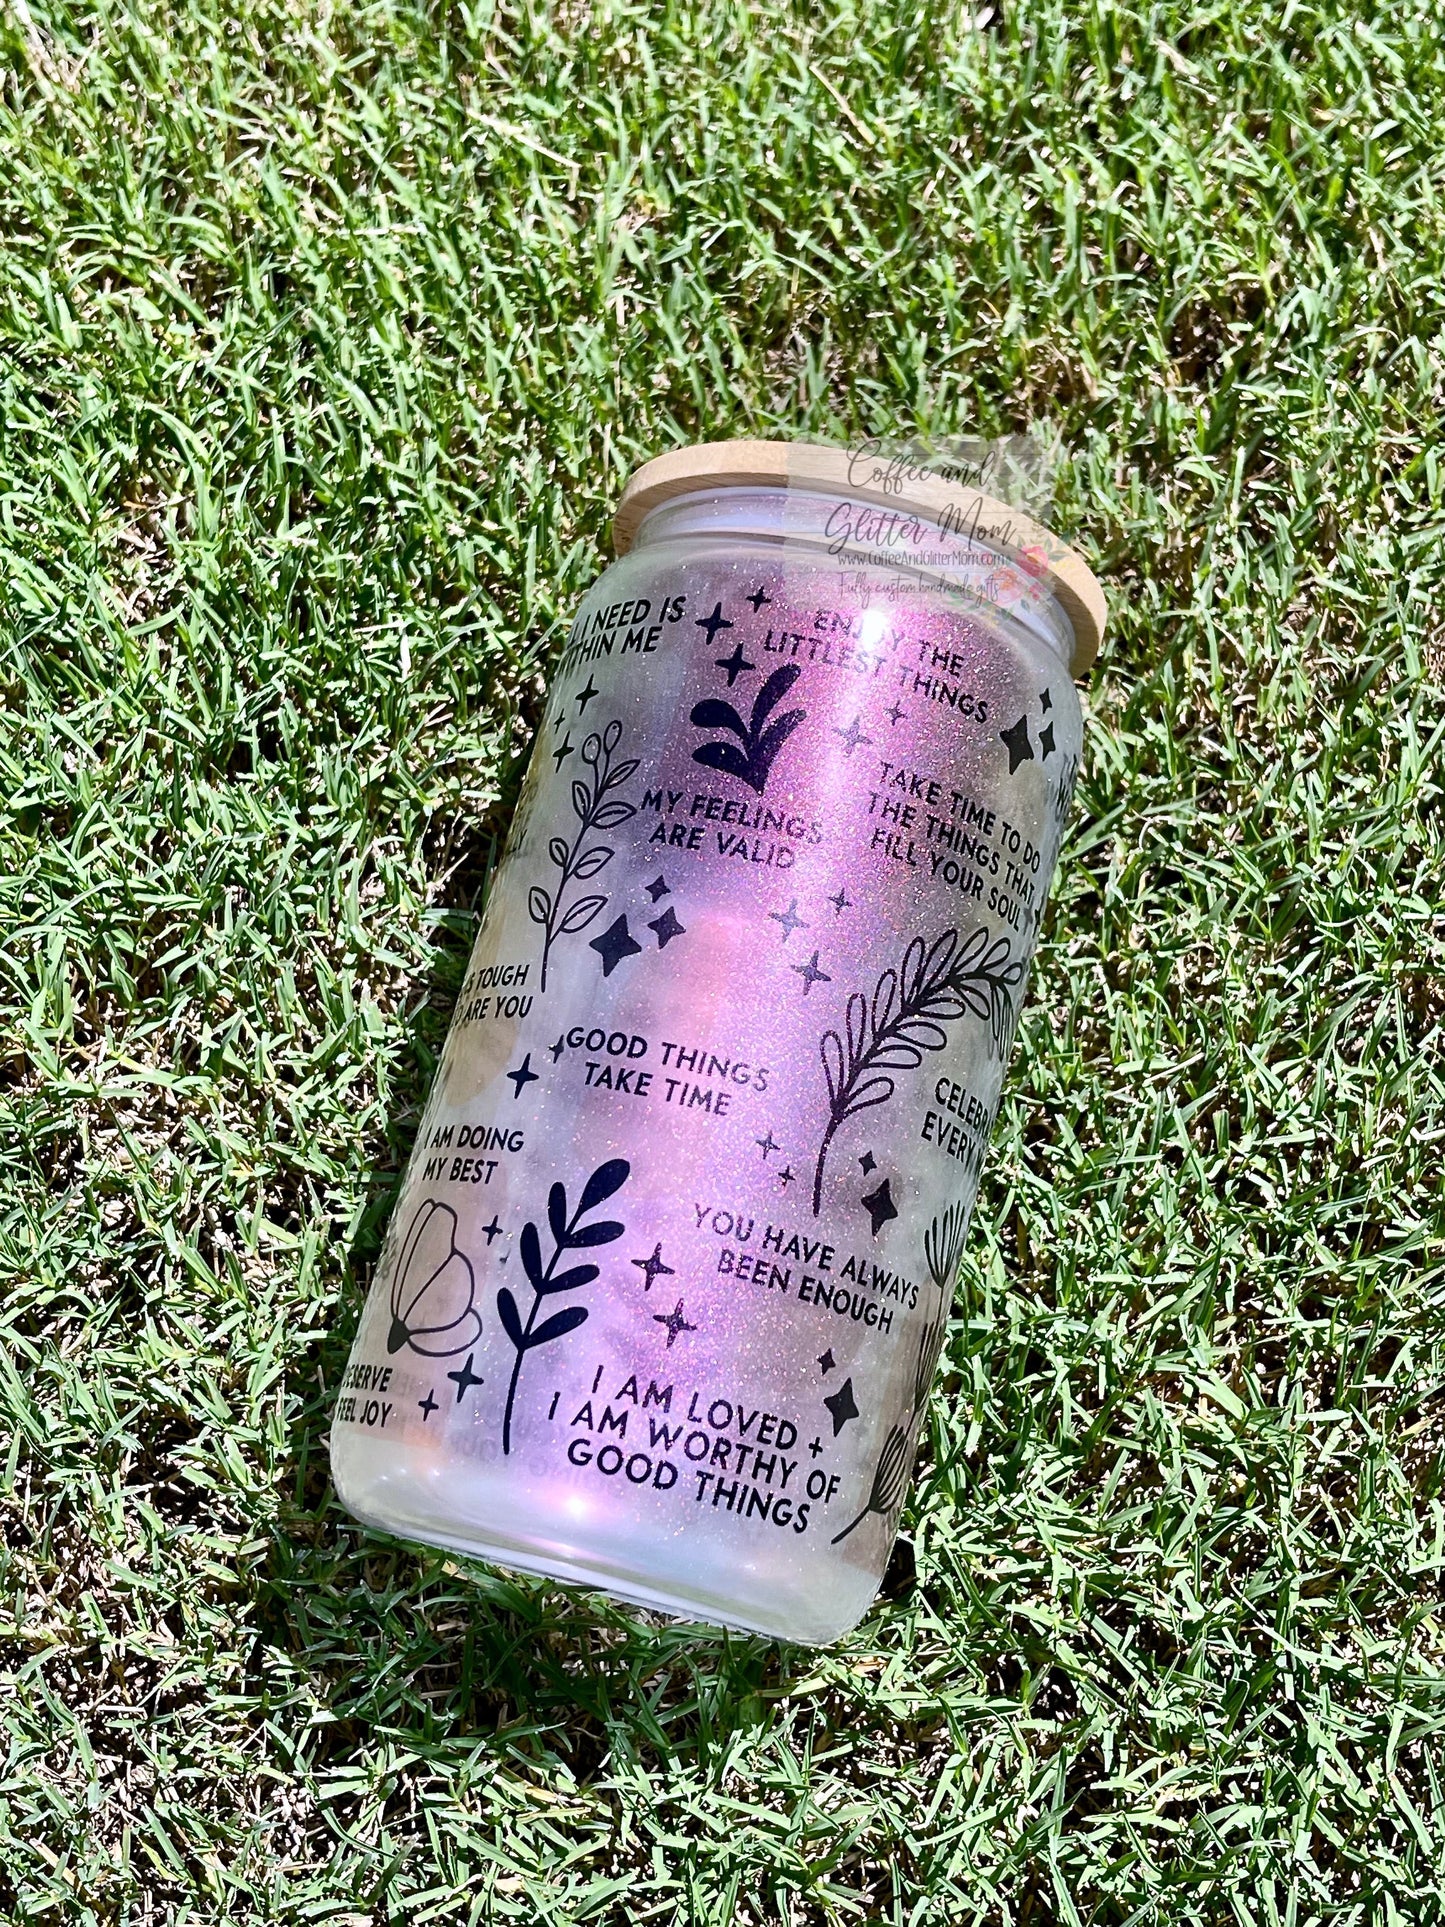 Coffee and
Glitter Mom
www.CoffeeAndGlitterMom.com
Fully custom handmade gifts
I NEED IS
WITHIN ME
ENJOY THE
LITTLEST THINGS
MY FEELINGS
ARE VALID
TAKE TIME TO DO
THE THINGS THAT
FILL YOUR SOUL
TOUGH
ARE YOU
GOOD THINGS
TAKE TIME
EVERY
I AM DOING
MY BEST
YOU HAVE ALWAYS
BEEN ENOUGH
JOY
I AM LOVED +
I AM WORTHY OF
GOOD THINGS